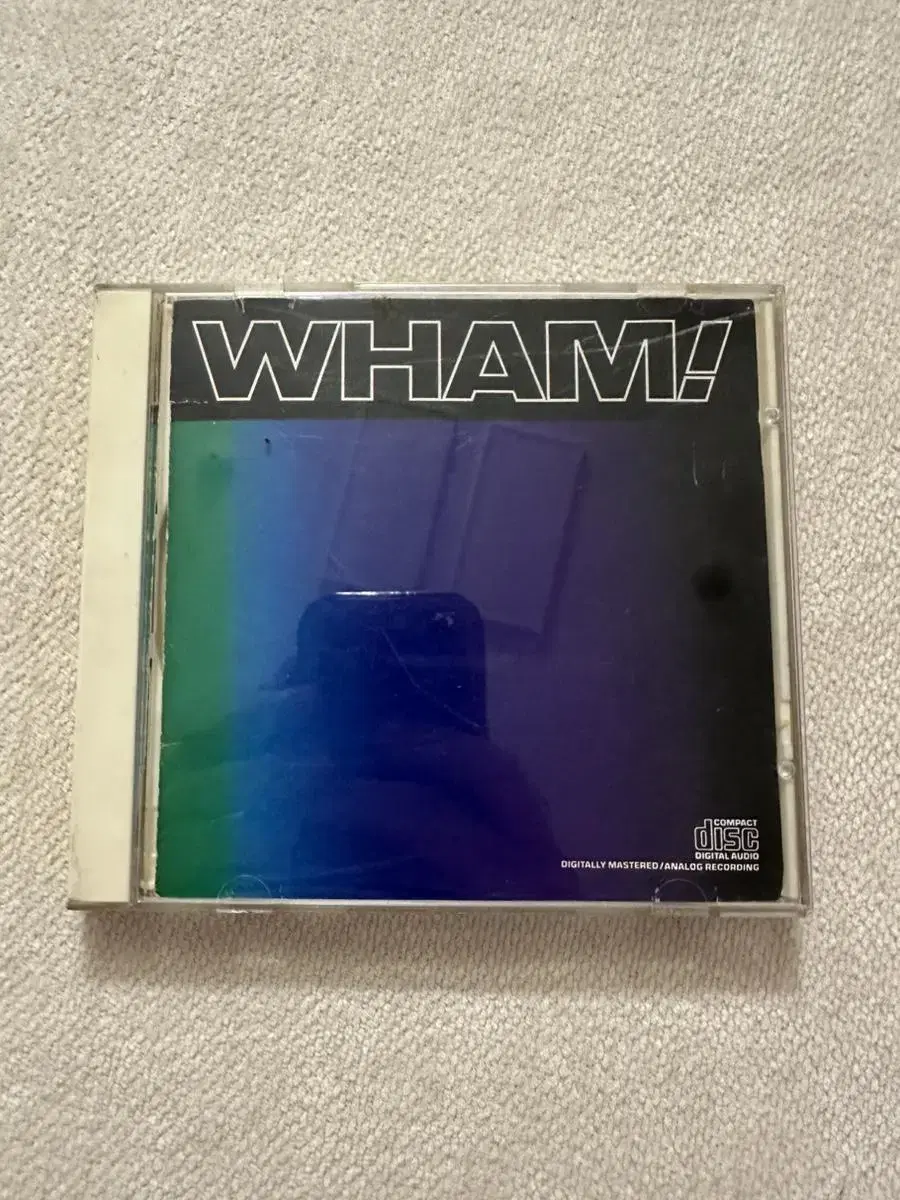 WHAM!
COMPACT
disc
DIGITAL AUDIO
DIGITALLY MASTERED/ANALOG RECORDING